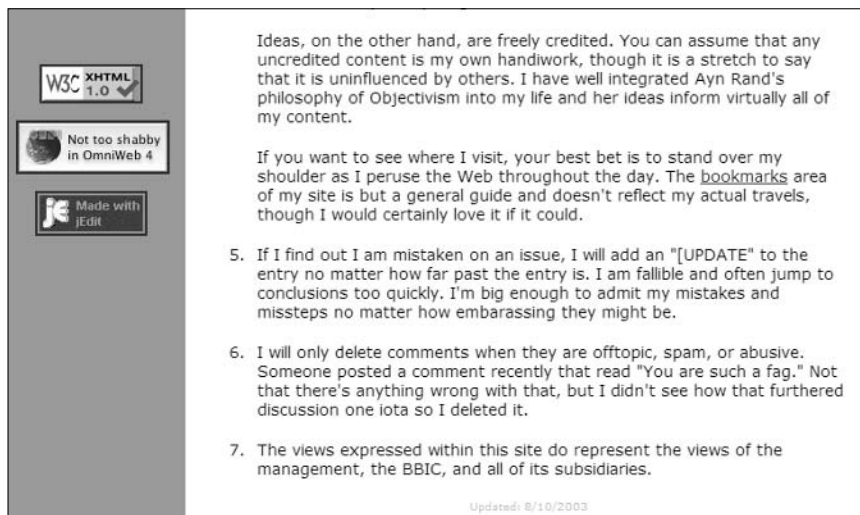 W3C XHTML 1.0
Not too shabby
in OmniWeb 4
jE Made with
jEdit
Ideas, on the other hand, are freely credited. You can assume that any
uncredited content is my own handiwork, though it is a stretch to say
that it is uninfluenced by others. I have well integrated Ayn Rand's
philosophy of Objectivism into my life and her ideas inform virtually all of
my content.
If you want to see where I visit, your best bet is to stand over my
shoulder as I peruse the Web throughout the day. The bookmarks area
of my site is but a general guide and doesn't reflect my actual travels,
though I would certainly love it if it could.
5. If I find out I am mistaken on an issue, I will add an "[UPDATE" to the
entry no matter how far past the entry is. I am fallible and often jump to
conclusions too quickly. I'm big enough to admit my mistakes and
missteps no matter how embarassing they might be.
6. I will only delete comments when they are offtopic, spam, or abusive.
Someone posted a comment recently that read "You are such a fag." Not
that there's anything wrong with that, but I didn't see how that furthered
discussion one iota so I deleted it.
7. The views expressed within this site do represent the views of the
management, the BBIC, and all of its subsidiaries.
Updated: 8/10/2003